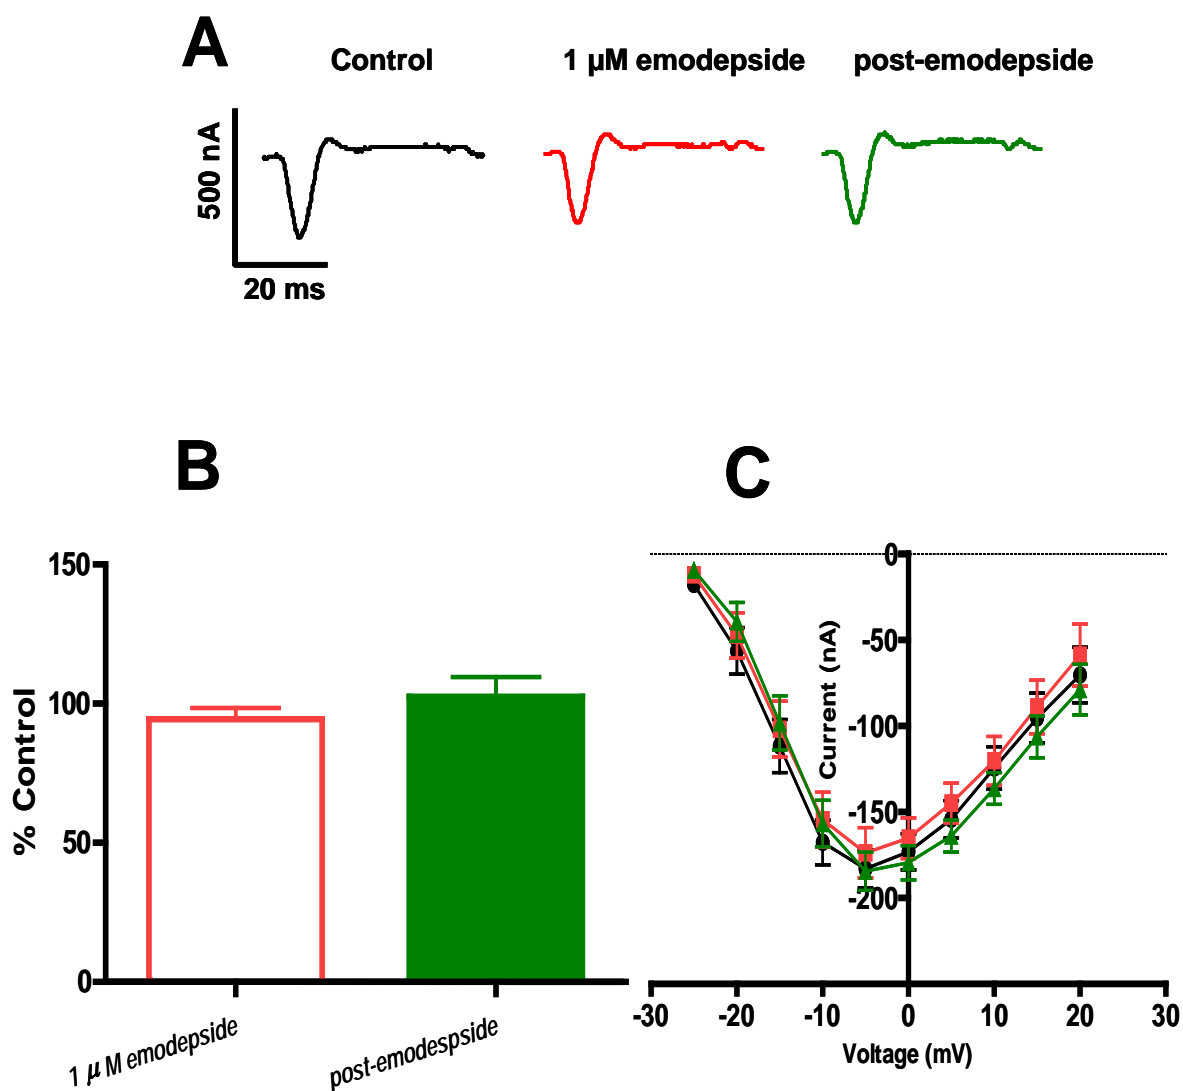 A
Control
1 µM emodepside
post-emodepside
500 nA
20 ms
B
150
100
50
0
% Control
1 µ M emodepside
post-emodespside
C
0
-50
-100
-150
-200
Current (nA)
-30
-20
-10
0
10
20
30
Voltage (mV)